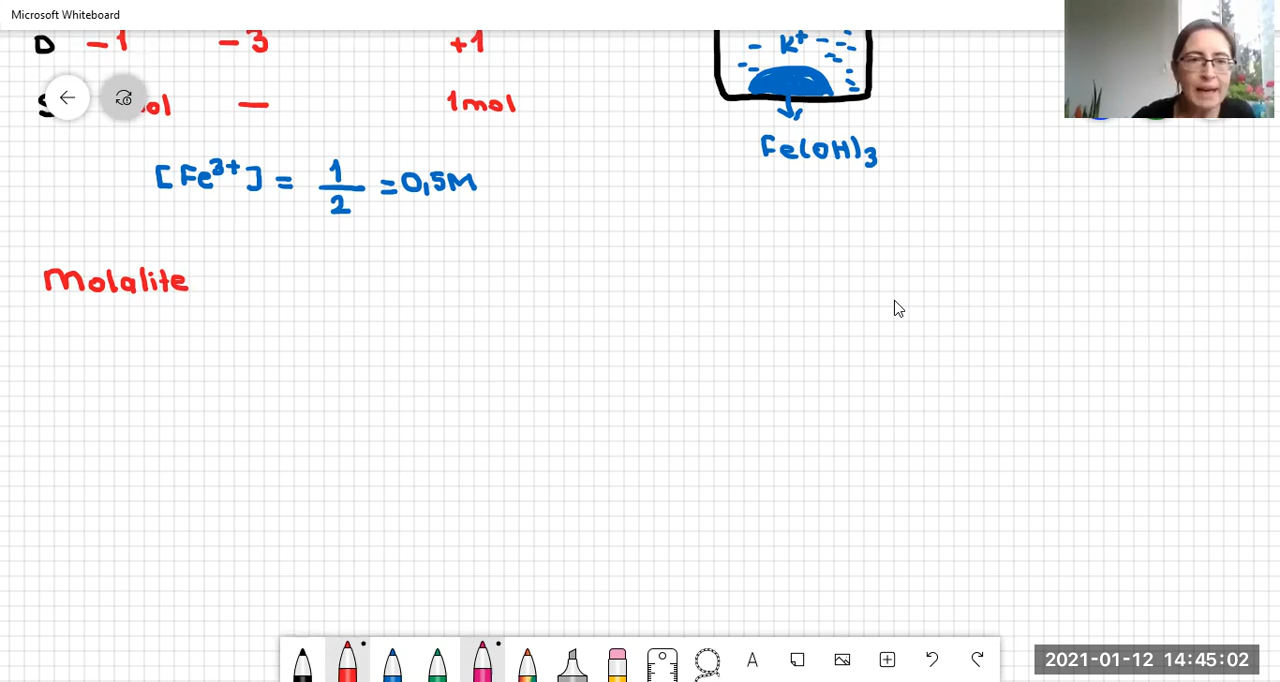 Microsoft Whiteboard
D -1 -3 +1
— 1mol
- K⁺ -
Fe(OH)3
[Fe³⁺] = 1/2 = 0,5M
Molalite
A
2021-01-12 14:45:02